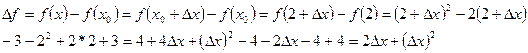 Δf = f(x) − f(x₀) = f(x₀ + Δx) − f(x₀) = f(2 + Δx) − f(2) = (2 + Δx)² − 2(2 + Δx)
− 3 − 2² + 2 * 2 + 3 = 4 + 4Δx + (Δx)² − 4 − 2Δx − 4 + 4 = 2Δx + (Δx)²